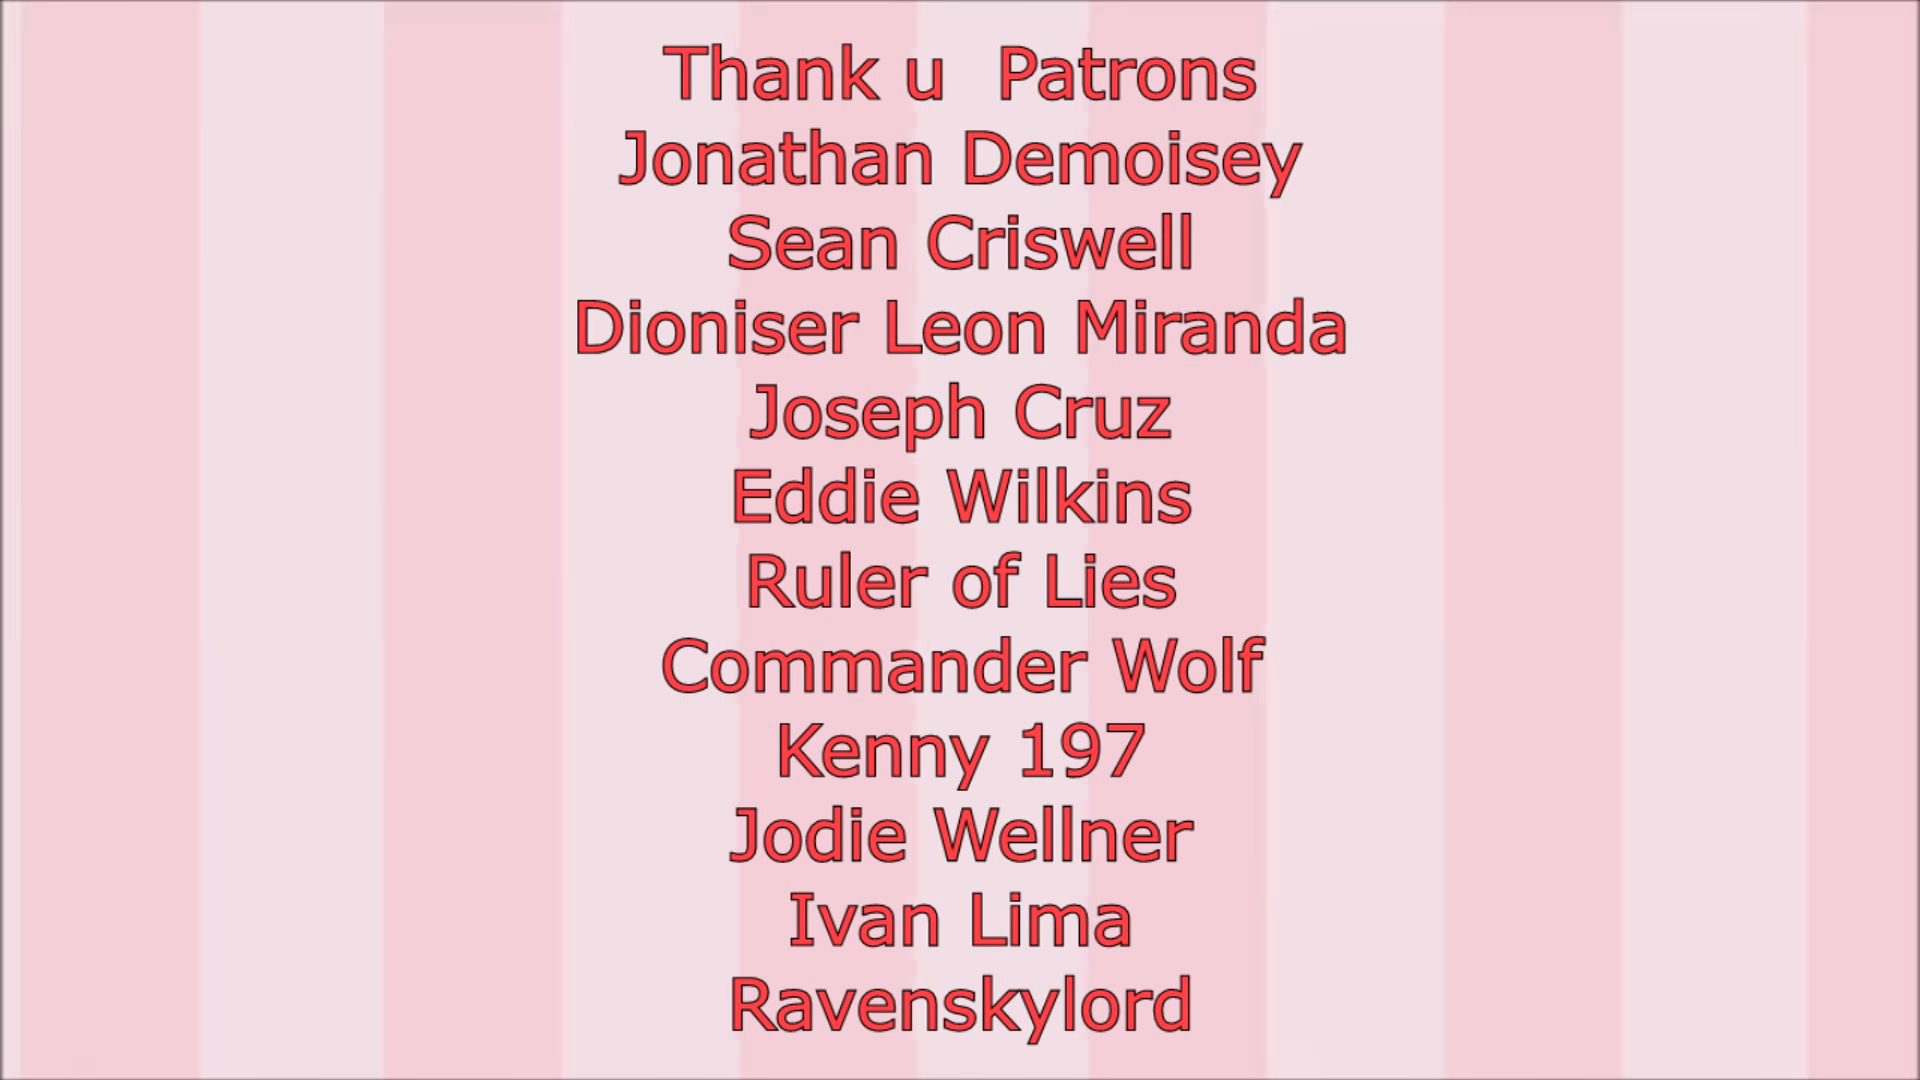 Thank u  Patrons
Jonathan Demoisey
Sean Criswell
Dioniser Leon Miranda
Joseph Cruz
Eddie Wilkins
Ruler of Lies
Commander Wolf
Kenny 197
Jodie Wellner
Ivan Lima
Ravenskylord